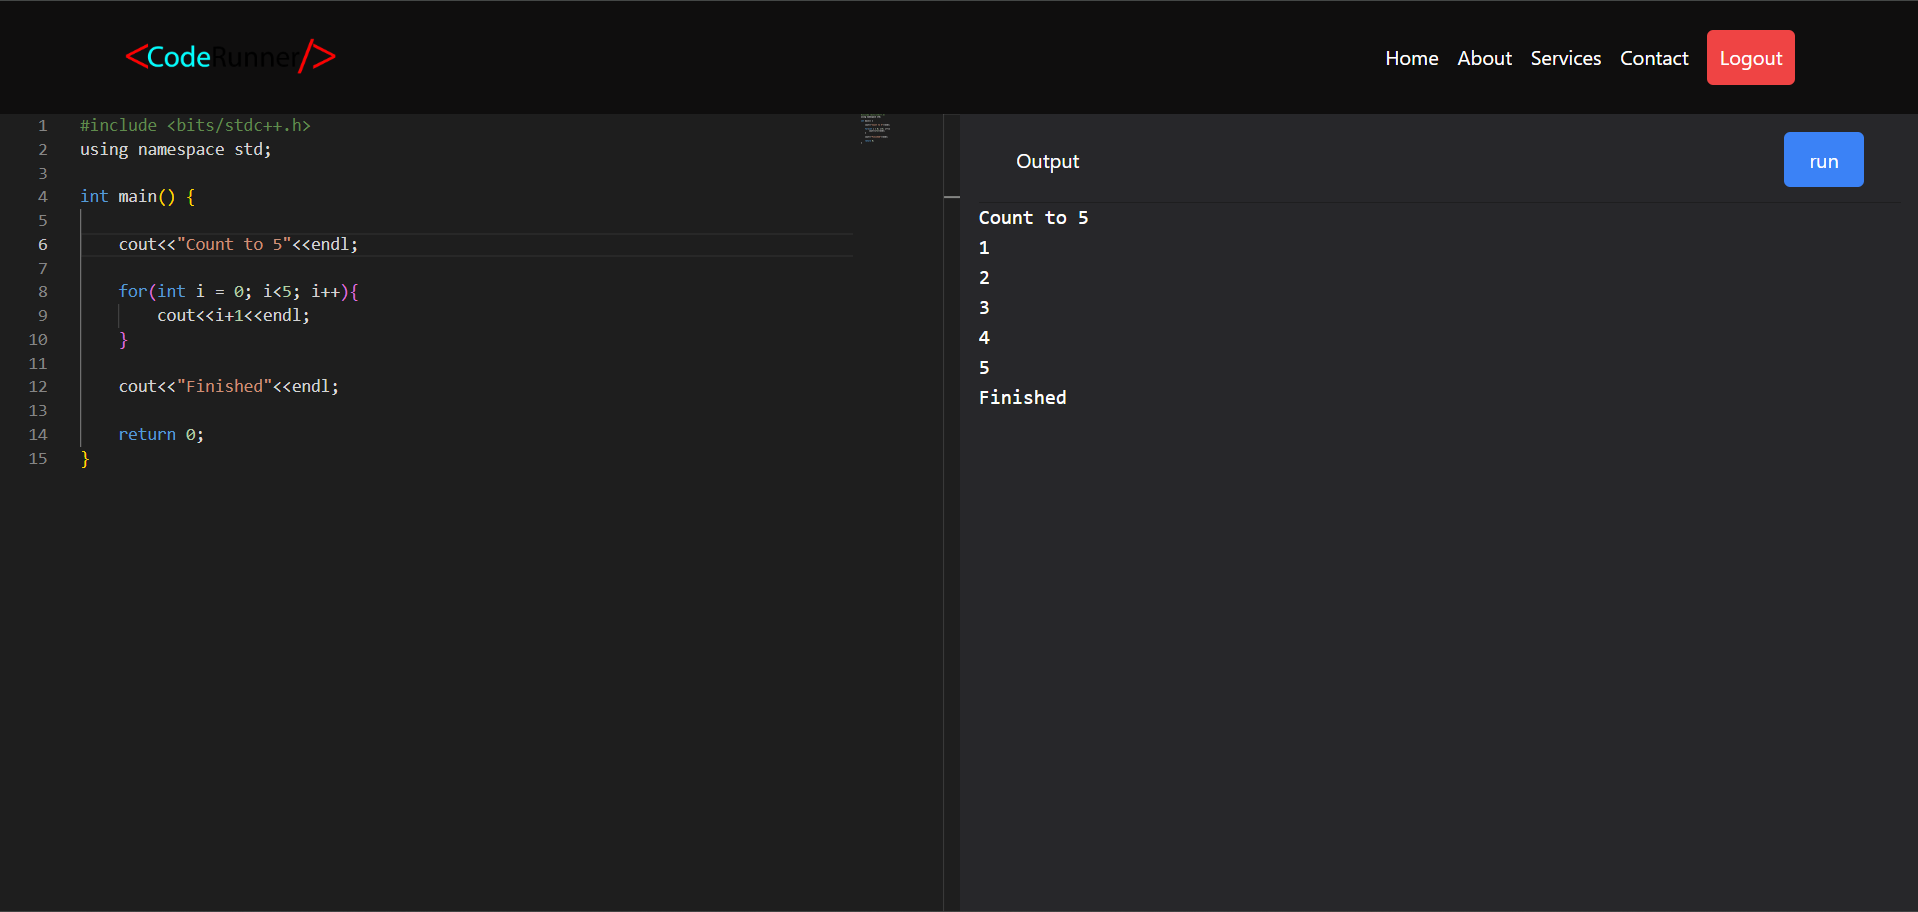 <CodeRunner/>
Home About Services Contact Logout
1 #include <bits/stdc++.h>
2 using namespace std;
3
4 int main() {
5
6     cout<<"Count to 5"<<endl;
7
8     for(int i = 0; i<5; i++){
9         cout<<i+1<<endl;
10     }
11
12     cout<<"Finished"<<endl;
13
14     return 0;
15 }
Output run
Count to 5
1
2
3
4
5
Finished